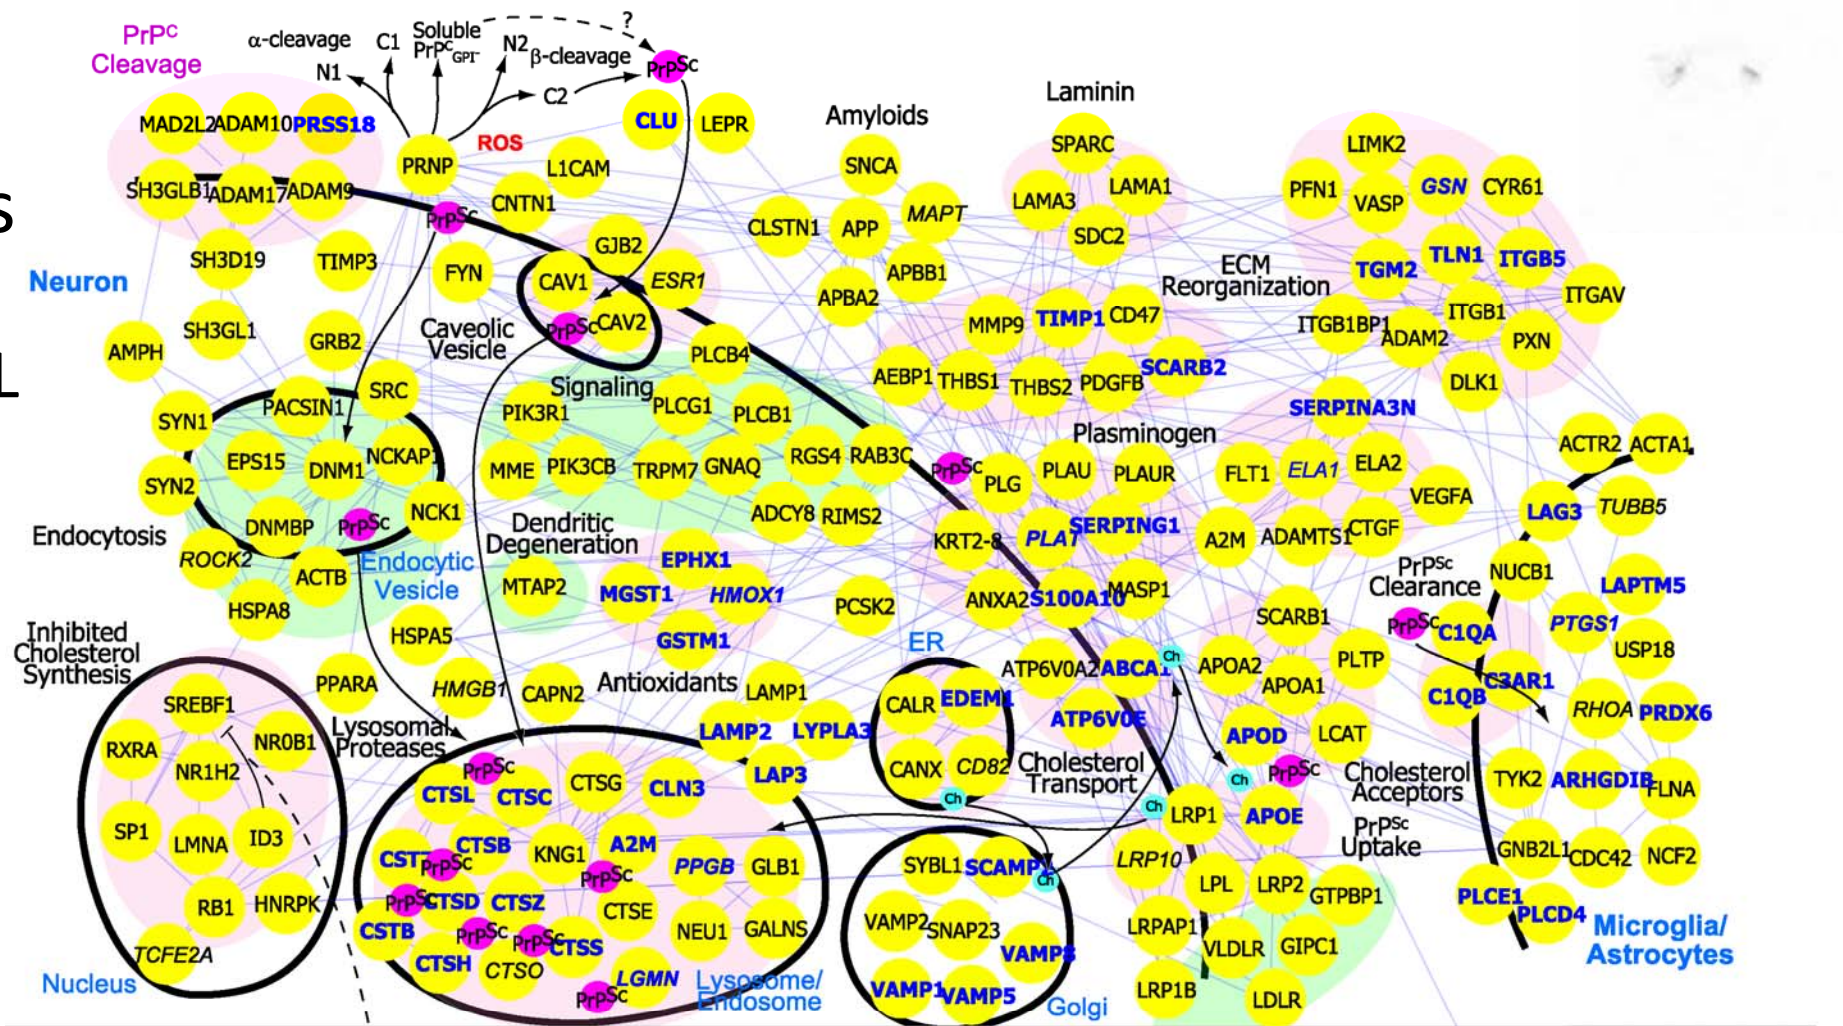 PrPC
Cleavage
α-cleavage
C1
N1
Soluble
PrPC GPI-
N2
β-cleavage
C2
?
PrPSc
MAD2L2
ADAM10
PRSS18
PRNP
ROS
L1CAM
CLU
LEPR
SH3GLB1
ADAM17
ADAM9
PrPSc
CNTN1
SH3D19
TIMP3
FYN
GJB2
CAV1
ESR1
PrPSc
CAV2
Neuron
s
L
AMPH
SH3GL1
GRB2
Caveolic
Vesicle
PLCB4
Amyloids
SNCA
CLSTN1
APP
MAPT
APBB1
APBA2
Laminin
SPARC
LAMA3
LAMA1
SDC2
ECM
Reorganization
MMP9
TIMP1
CD47
AEBP1
THBS1
THBS2
PDGFB
SCARB2
LIMK2
PFN1
VASP
GSN
CYR61
TGM2
TLN1
ITGB5
ITGAV
ITGB1BP1
ADAM2
ITGB1
PXN
DLK1
SERPINA3N
SYN1
PACSIN1
SRC
EPS15
DNM1
NCKAP1
SYN2
DNMBP
PrPSc
NCK1
Endocytosis
ROCK2
ACTB
Endocytic
Vesicle
HSPA8
Signaling
PIK3R1
PLCG1
PLCB1
MME
PIK3CB
TRPM7
GNAQ
RGS4
RAB3C
ADCY8
RIMS2
Dendritic
Degeneration
MTAP2
EPHX1
MGST1
HMOX1
GSTM1
Antioxidants
PCSK2
Plasminogen
PrPSc
PLG
PLAU
PLAUR
KRT2-8
PLAT
SERPING1
ANXA2
S100A10
MASP1
FLT1
ELA1
ELA2
VEGFA
A2M
ADAMTS1
CTGF
ACTR2
ACTA1
LAG3
TUBB5
NUCB1
LAPTM5
PrPSc
Clearance
PrPSc
C1QA
PTGS1
USP18
C1QB
C3AR1
RHOA
PRDX6
TYK2
ARHGDIB
FLNA
GNB2L1
CDC42
NCF2
PLCE1
PLCD4
Microglia/
Astrocytes
Inhibited
Cholesterol
Synthesis
SREBF1
RXRA
NR0B1
NR1H2
SP1
LMNA
ID3
RB1
HNRPK
TCFE2A
Nucleus
HSPA5
PPARA
HMGB1
CAPN2
Lysosomal
Proteases
LAMP1
LAMP2
LYPLA3
LAP3
PrPSc
CTSL
CTSC
CTSG
CLN3
CTSB
PrPSc
KNG1
A2M
PrPSc
PPGB
GLB1
PrPSc
CTSD
CTSZ
CTSE
CSTB
PrPSc
PrPSc
CTSS
NEU1
GALNS
CTSH
CTSO
LGMN
PrPSc
Lysosome/
Endosome
ER
CALR
EDEM1
CANX
CD82
Ch
Cholesterol
Transport
ATP6V0A2
ABCA1
Ch
ATP6V0E
SYBL1
Ch
VAMP2
SNAP23
VAMP8
VAMP1
VAMP5
Golgi
SCARB1
APOA2
APOA1
PLTP
APOD
LCAT
Ch
PrPSc
Cholesterol
Acceptors
Ch
LRP1
APOE
PrPSc
Uptake
LRP10
LPL
LRP2
GTPBP1
LRPAP1
VLDLR
GIPC1
LRP1B
LDLR